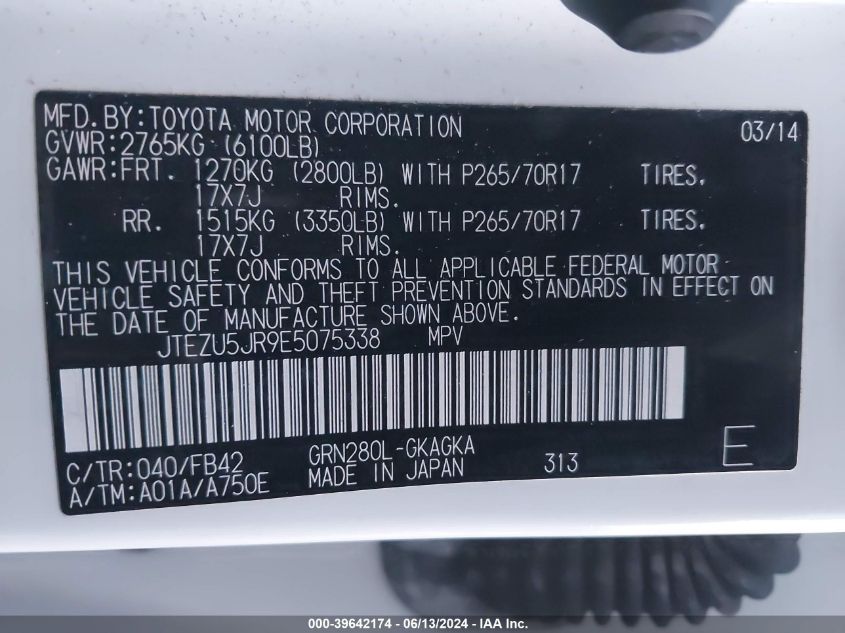 MFD.BY:TOYOTA MOTOR CORPORATION 03/14
GVWR:2765KG (6100LB)
GAWR:FRT. 1270KG (2800LB) WITH P265/70R17 TIRES.
17X7J RIMS.
RR. 1515KG (3350LB) WITH P265/70R17 TIRES.
17X7J RIMS.
THIS VEHICLE CONFORMS TO ALL APPLICABLE FEDERAL MOTOR
VEHICLE SAFETY AND THEFT PREVENTION STANDARDS IN EFFECT ON
THE DATE OF MANUFACTURE SHOWN ABOVE.
JTEZU5JR9E5075338 MPV
C/TR:040/FB42 GRN280L-GKAGKA
A/TM:A01A/A750E MADE IN JAPAN 313 E
000-39642174 - 06/13/2024 - IAAI Inc.